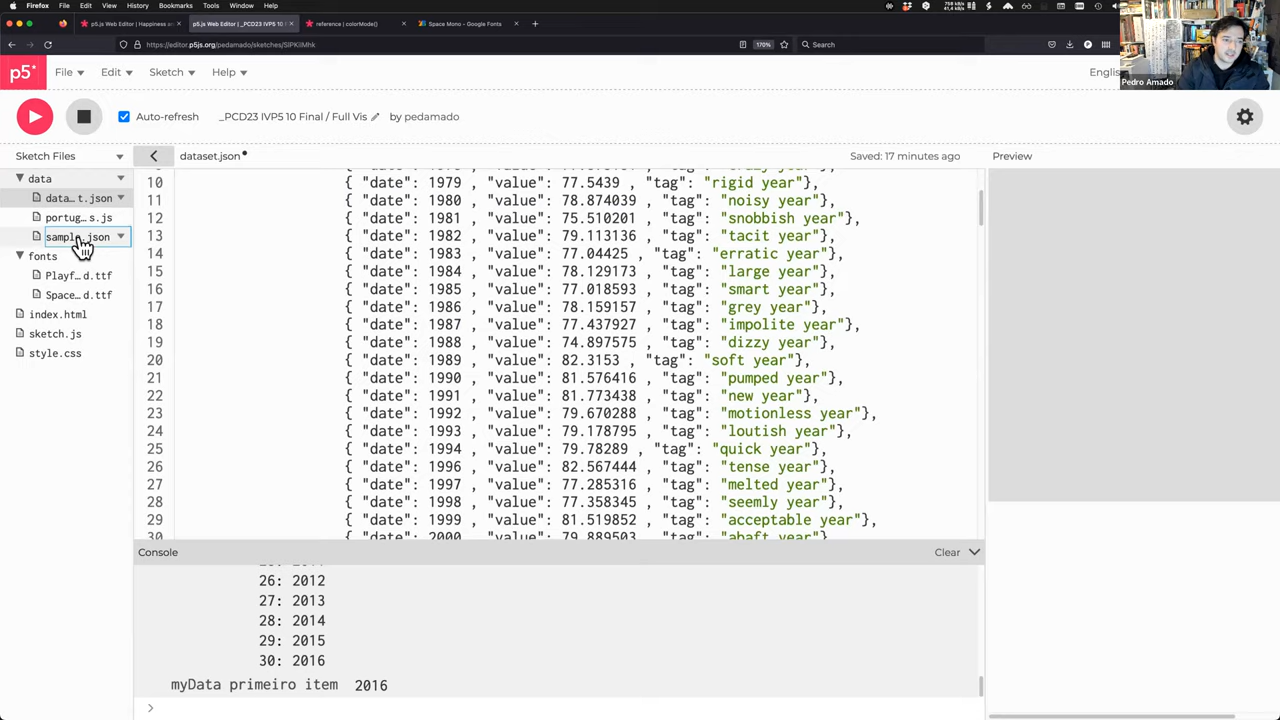 Firefox File Edit View History Bookmarks Tools Window Help
p5.js Web Editor | Happiness an
p5.js Web Editor | _PCD23 IVP5 10
reference | colorMode()
Space Mono - Google Fonts
https://editor.p5js.org/pedamado/sketches/SlPKiMhk
170%
Search
Pedro Amado
p5* File Edit Sketch Help
Englis
Auto-refresh
_PCD23 IVP5 10 Final / Full Vis by pedamado
Sketch Files
dataset.json
Saved: 17 minutes ago
Preview
data
data…t.json
portug…s.js
sample.json
fonts
Playf…d.ttf
Space…d.ttf
index.html
sketch.js
style.css
10 { "date": 1979 , "value": 77.5439 , "tag": "rigid year"},
11 { "date": 1980 , "value": 78.874039 , "tag": "noisy year"},
12 { "date": 1981 , "value": 75.510201 , "tag": "snobbish year"},
13 { "date": 1982 , "value": 79.113136 , "tag": "tacit year"},
14 { "date": 1983 , "value": 77.04425 , "tag": "erratic year"},
15 { "date": 1984 , "value": 78.129173 , "tag": "large year"},
16 { "date": 1985 , "value": 77.018593 , "tag": "smart year"},
17 { "date": 1986 , "value": 78.159157 , "tag": "grey year"},
18 { "date": 1987 , "value": 77.437927 , "tag": "impolite year"},
19 { "date": 1988 , "value": 74.897575 , "tag": "dizzy year"},
20 { "date": 1989 , "value": 82.3153 , "tag": "soft year"},
21 { "date": 1990 , "value": 81.576416 , "tag": "pumped year"},
22 { "date": 1991 , "value": 81.773438 , "tag": "new year"},
23 { "date": 1992 , "value": 79.670288 , "tag": "motionless year"},
24 { "date": 1993 , "value": 79.178795 , "tag": "loutish year"},
25 { "date": 1994 , "value": 79.78289 , "tag": "quick year"},
26 { "date": 1996 , "value": 82.567444 , "tag": "tense year"},
27 { "date": 1997 , "value": 77.285316 , "tag": "melted year"},
28 { "date": 1998 , "value": 77.358345 , "tag": "seemly year"},
29 { "date": 1999 , "value": 81.519852 , "tag": "acceptable year"},
30 { "date": 2000 , "value": 79.889503 , "tag": "abaft year"},
Console
Clear
26: 2012
27: 2013
28: 2014
29: 2015
30: 2016
myData primeiro item 2016